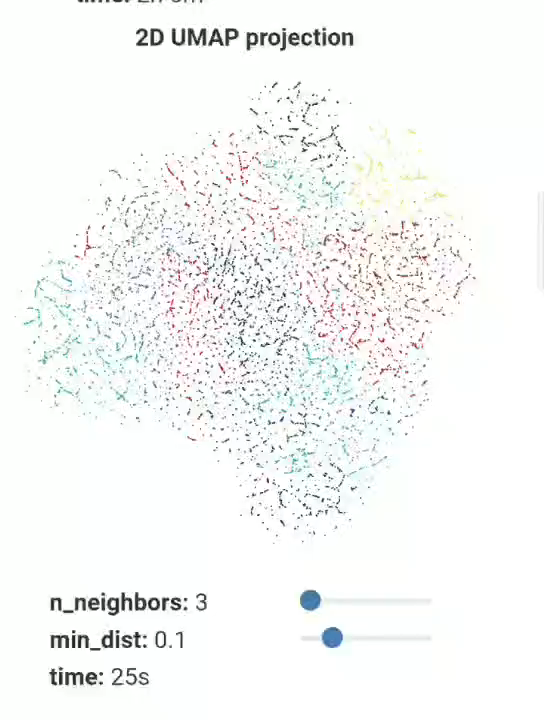 2D UMAP projection
n_neighbors: 3
min_dist: 0.1
time: 25s